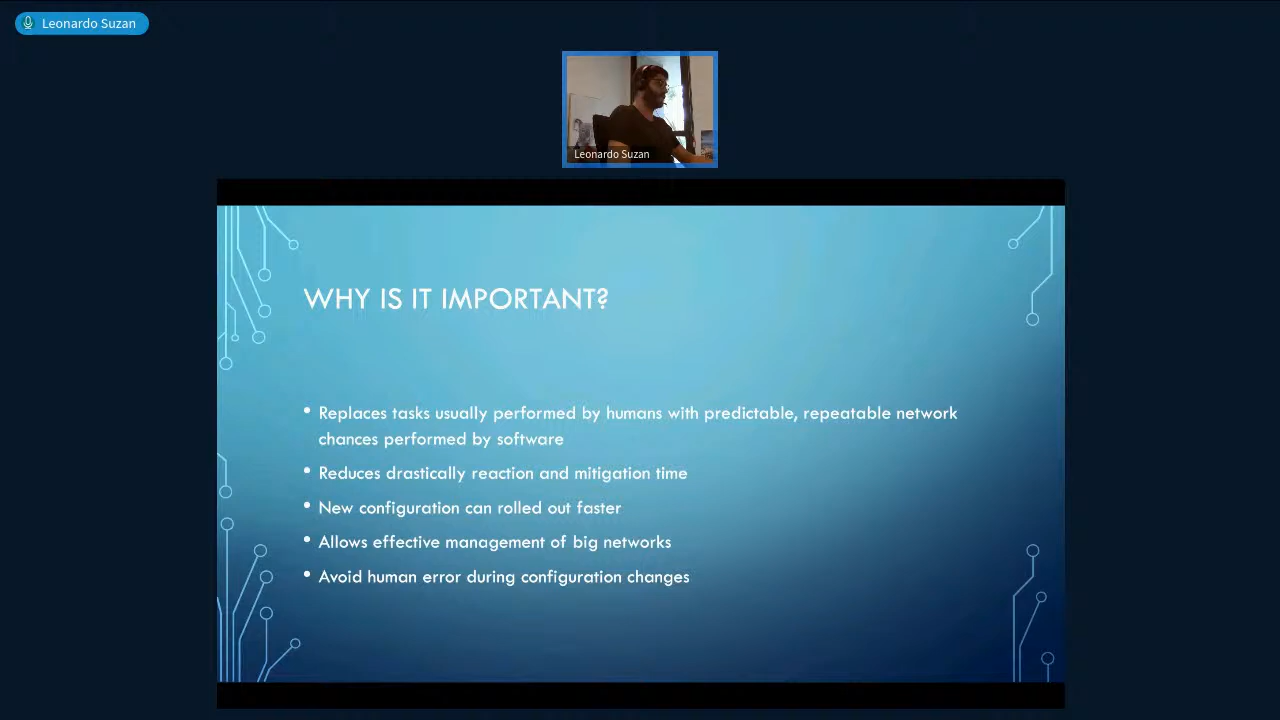 Leonardo Suzan
Leonardo Suzan
WHY IS IT IMPORTANT?
• Replaces tasks usually performed by humans with predictable, repeatable network
chances performed by software
• Reduces drastically reaction and mitigation time
• New configuration can rolled out faster
• Allows effective management of big networks
• Avoid human error during configuration changes